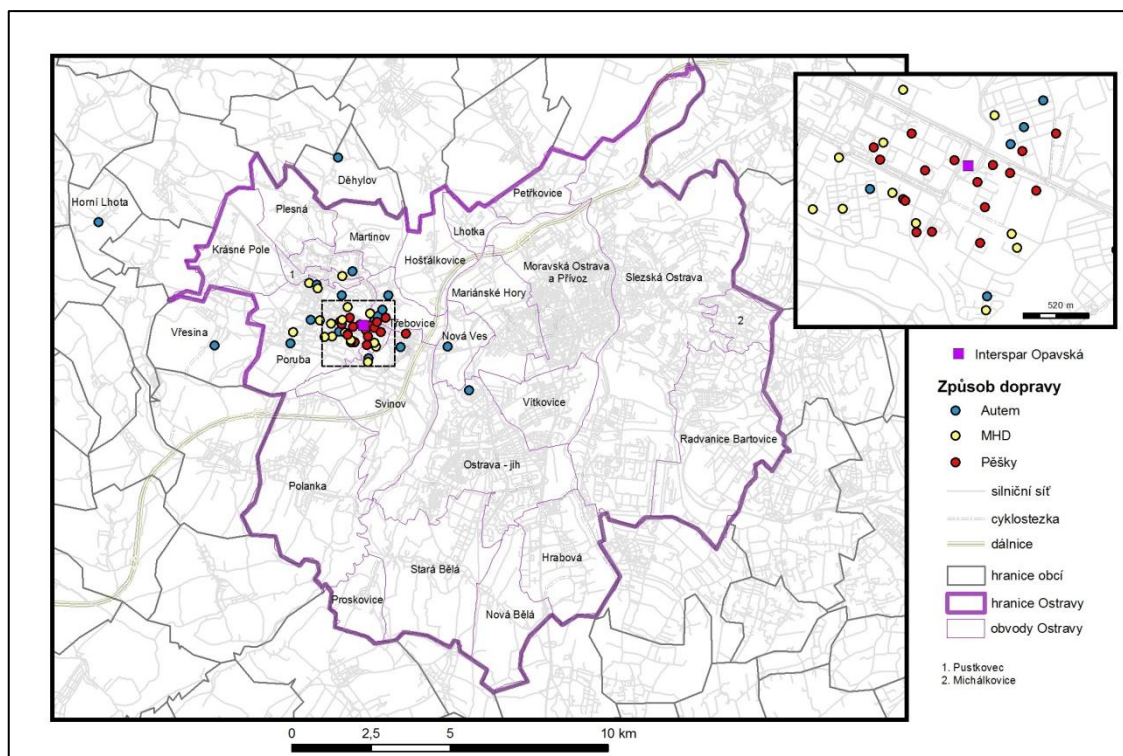 Děhylov
Horní Lhota
Plesná
Petřkovice
Krásné Pole
Martinov
Lhotka
Hošťálkovice
Moravská Ostrava
a Přívoz
Slezská Ostrava
1
Mariánské Hory
2
Třebovice
Vřesina
Nová Ves
Poruba
Svinov
Vítkovice
Radvanice Bartovice
Ostrava - jih
Polanka
Hrabová
Stará Bělá
Proskovice
Nová Bělá
0 2,5 5 10 km
520 m
Interspar Opavská
Způsob dopravy
Autem
MHD
Pěšky
silniční síť
cyklostezka
dálnice
hranice obcí
hranice Ostravy
obvody Ostravy
1. Pustkovec
2. Michálkovice